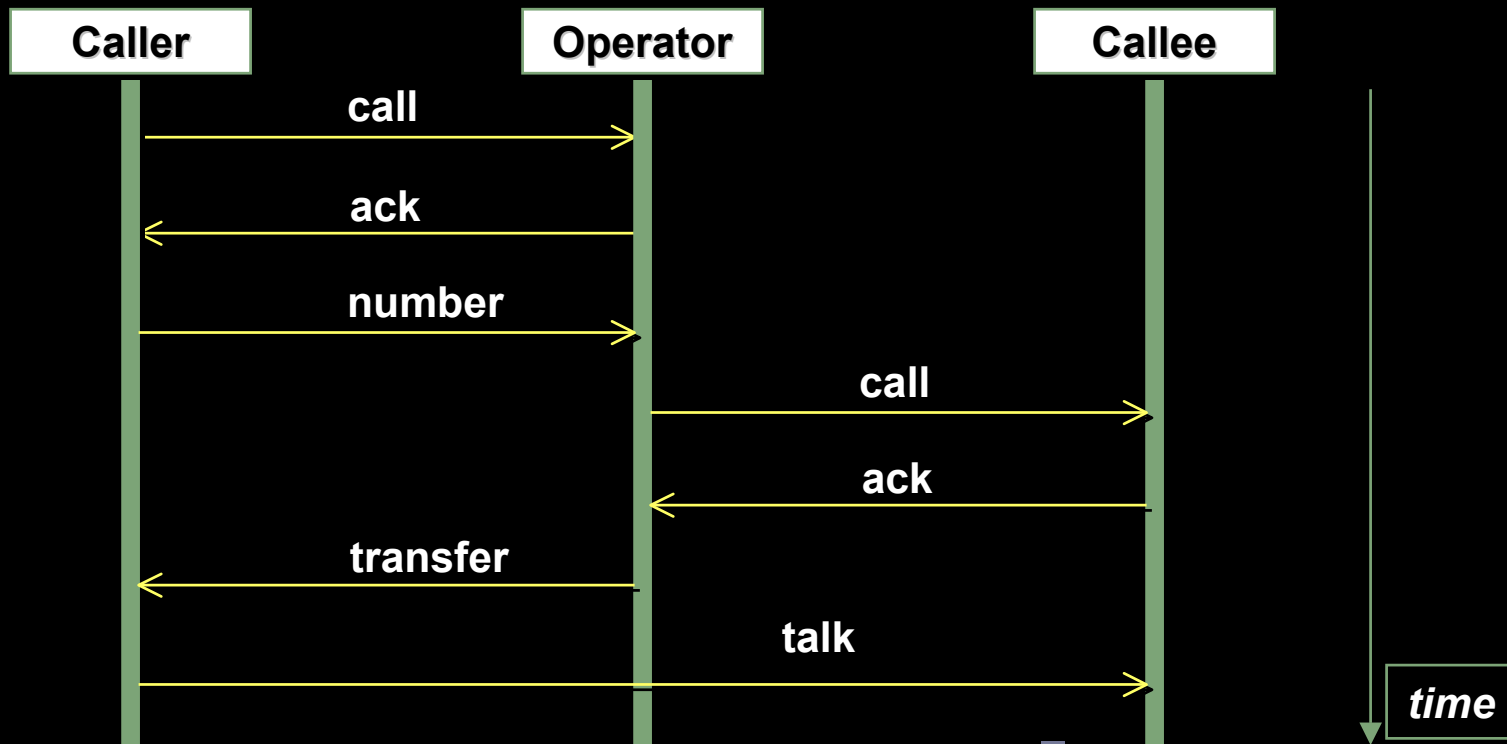 Caller
Operator
Callee
call
ack
number
call
ack
transfer
talk
time